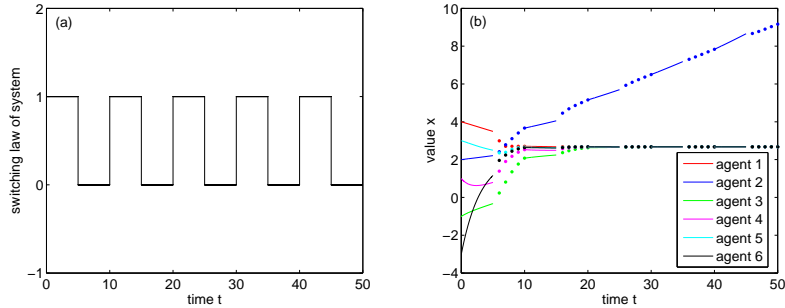 (a)
switching law of system
2
1
0
−1
0 10 20 30 40 50
time t
(b)
value x
10
8
6
4
2
0
−2
−4
0 10 20 30 40 50
time t
agent 1
agent 2
agent 3
agent 4
agent 5
agent 6